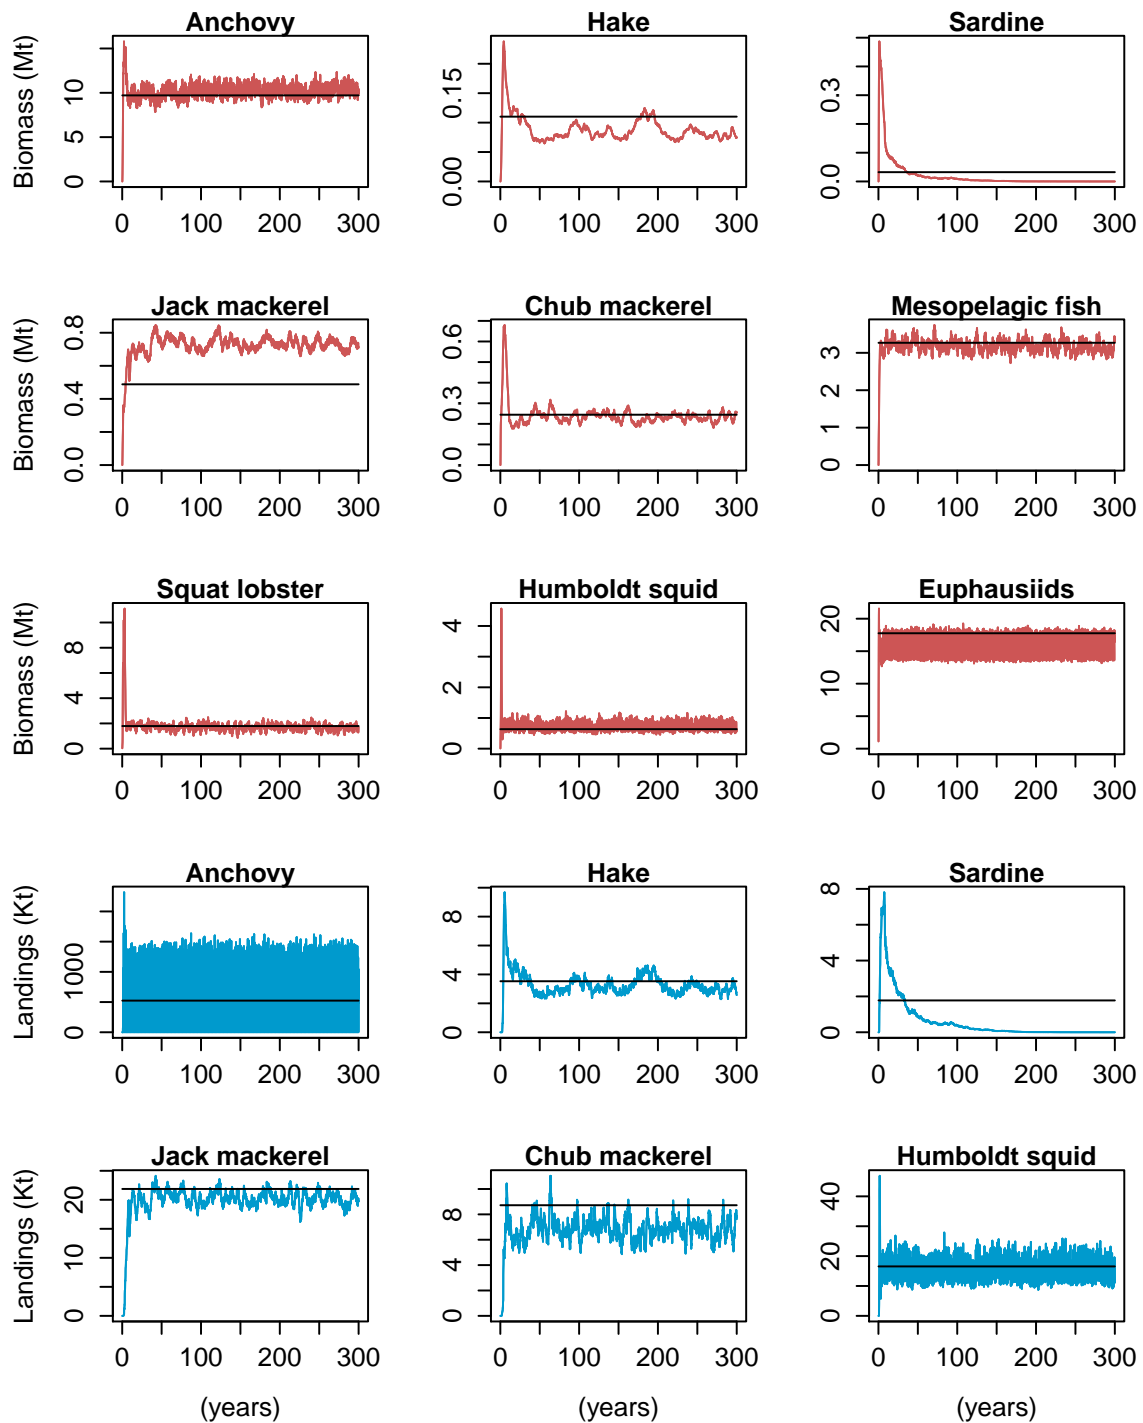 Anchovy Hake Sardine
Biomass (Mt)
0 5 10
0.00 0.15
0.0 0.3
0 100 200 300 0 100 200 300 0 100 200 300
Jack mackerel Chub mackerel Mesopelagic fish
Biomass (Mt)
0.0 0.4 0.8
0.0 0.3 0.6
0 1 2 3
0 100 200 300 0 100 200 300 0 100 200 300
Squat lobster Humboldt squid Euphausiids
Biomass (Mt)
0 4 8
0 2 4
0 10 20
0 100 200 300 0 100 200 300 0 100 200 300
Anchovy Hake Sardine
Landings (Kt)
0 1000
0 4 8
0 4 8
0 100 200 300 0 100 200 300 0 100 200 300
Jack mackerel Chub mackerel Humboldt squid
Landings (Kt)
0 10 20
0 4 8
0 20 40
0 100 200 300 0 100 200 300 0 100 200 300
(years) (years) (years)